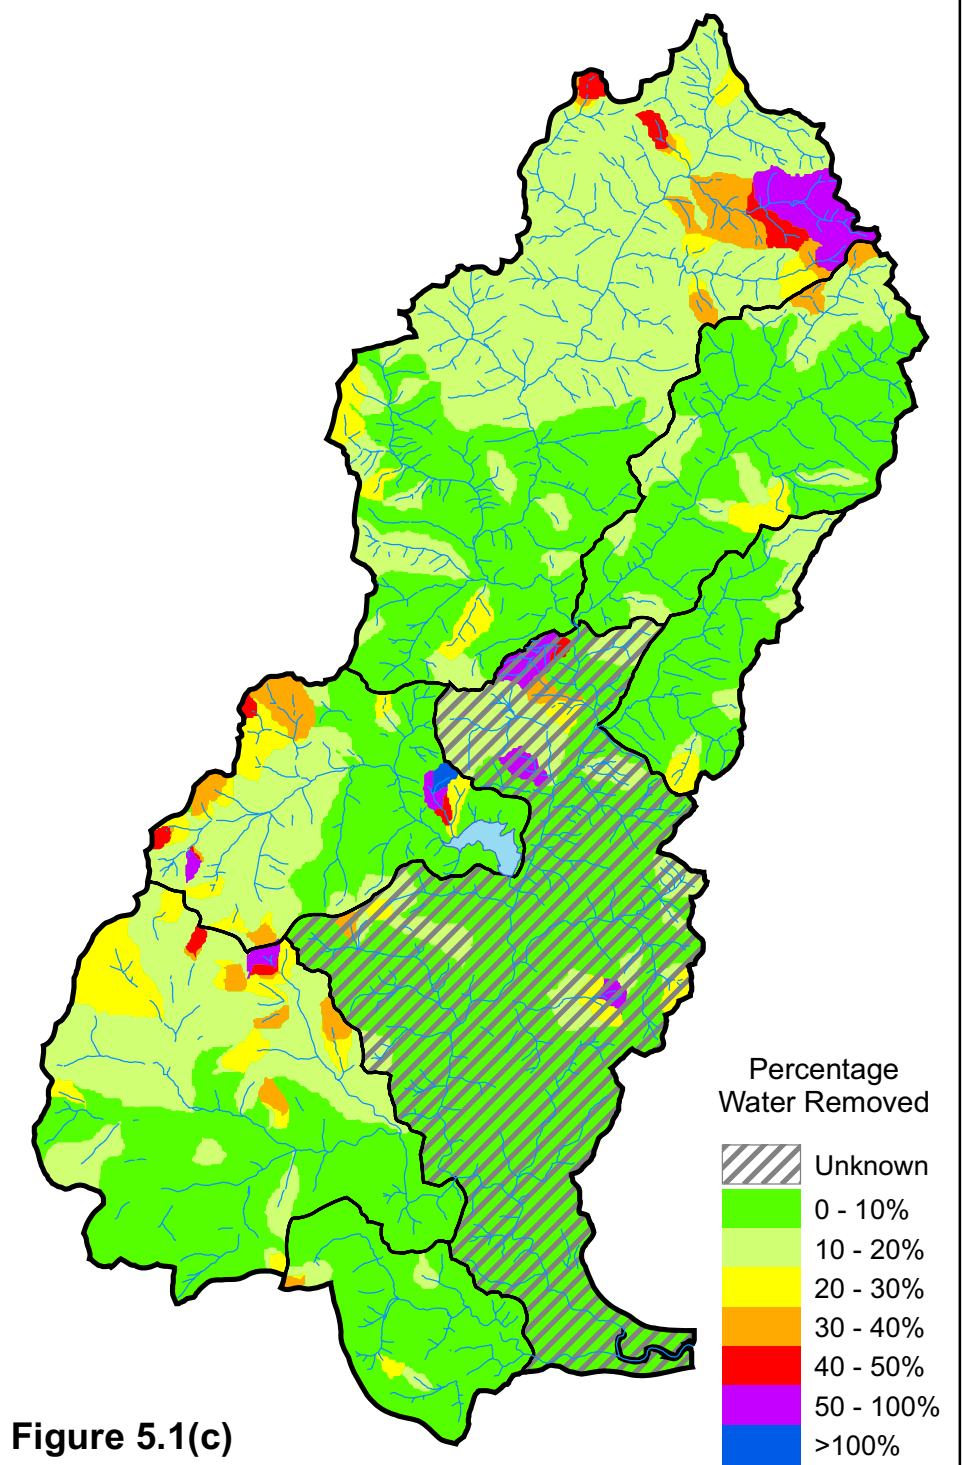 Percentage
Water Removed
Unknown
0 - 10%
10 - 20%
20 - 30%
30 - 40%
40 - 50%
50 - 100%
>100%
Figure 5.1(c)